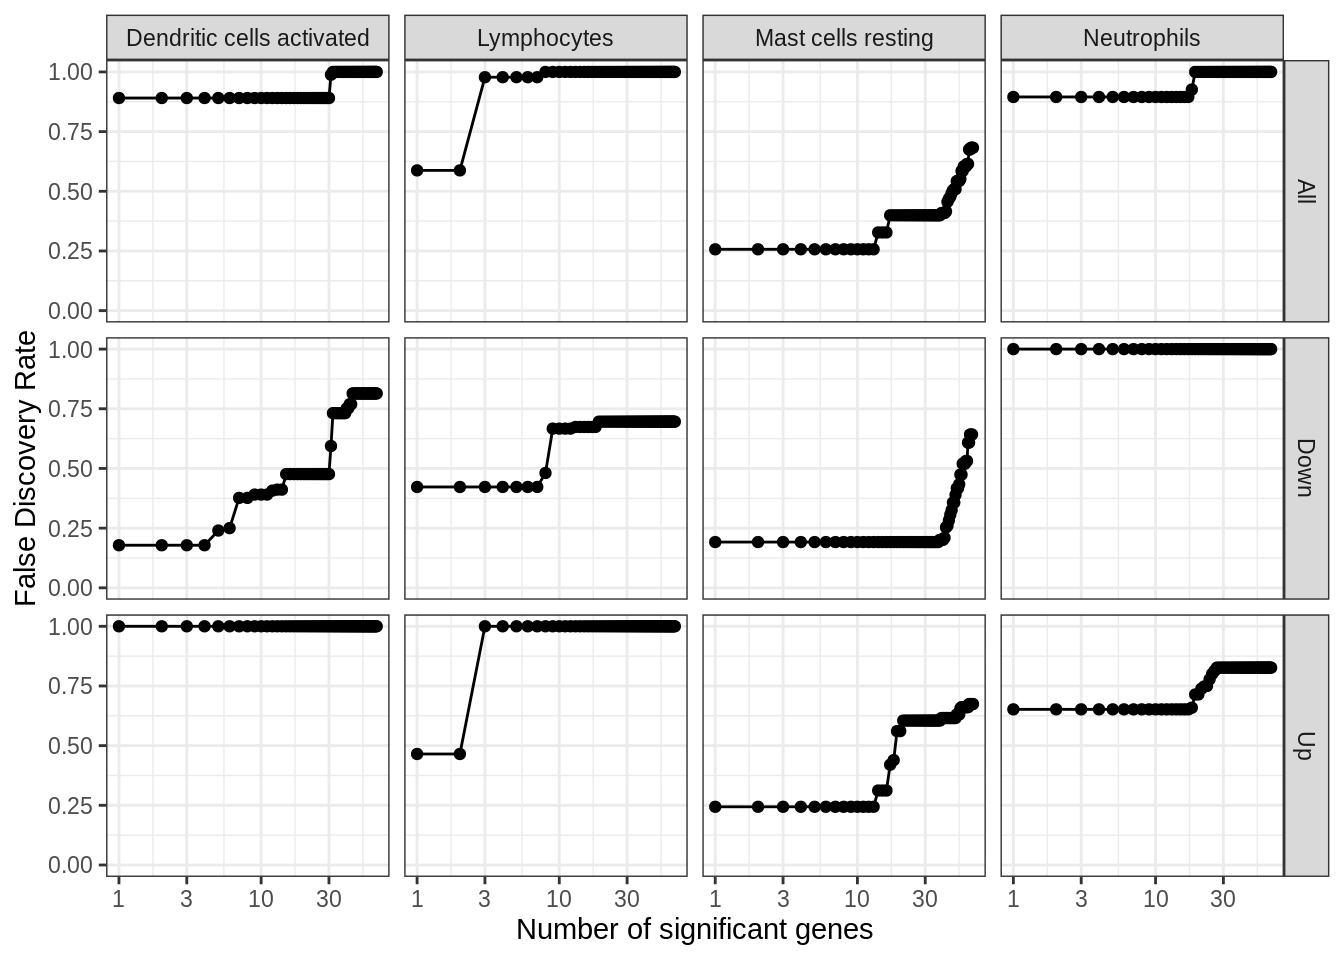 Dendritic cells activated
Lymphocytes
Mast cells resting
Neutrophils
1.00
0.75
0.50
0.25
0.00
All
1.00
0.75
0.50
0.25
0.00
Down
1.00
0.75
0.50
0.25
0.00
Up
False Discovery Rate
1 3 10 30
1 3 10 30
1 3 10 30
1 3 10 30
Number of significant genes